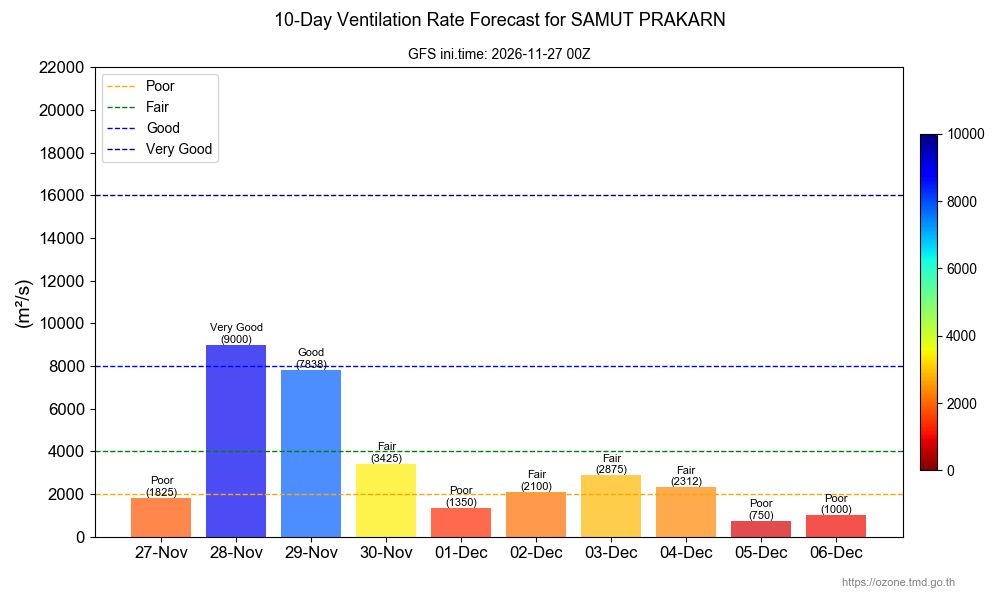 10-Day Ventilation Rate Forecast for SAMUT PRAKARN
GFS ini.time: 2026-11-27 00Z
22000
20000
18000
16000
14000
12000
10000
8000
6000
4000
2000
0
(m²/s)
Poor
Fair
Good
Very Good
Poor
(1825)
Very Good
(9000)
Good
(7838)
Fair
(3425)
Poor
(1350)
Fair
(2100)
Fair
(2875)
Fair
(2312)
Poor
(750)
Poor
(1000)
27-Nov 28-Nov 29-Nov 30-Nov 01-Dec 02-Dec 03-Dec 04-Dec 05-Dec 06-Dec
10000
8000
6000
4000
2000
0
https://ozone.tmd.go.th